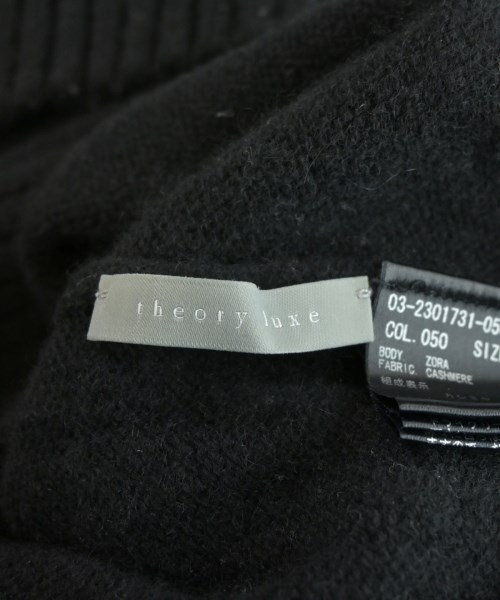 theory luxe
03-2301731-05
COL. 050 SIZ
BODY ZORA
FABRIC CASHMERE
組成表示